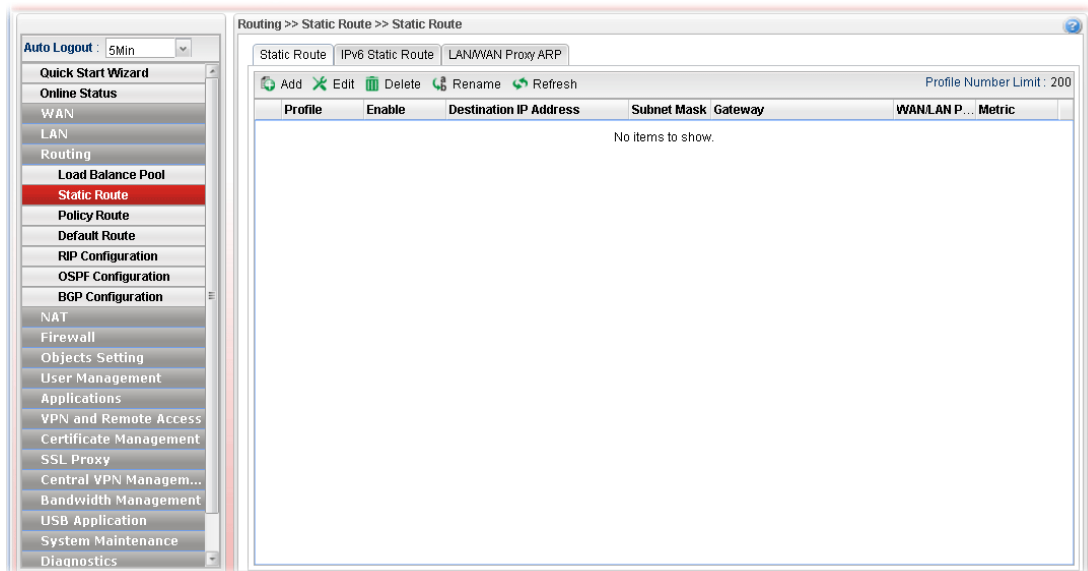 Routing >> Static Route >> Static Route
Auto Logout : 5Min
Quick Start Wizard
Online Status
WAN
LAN
Routing
Load Balance Pool
Static Route
Policy Route
Default Route
RIP Configuration
OSPF Configuration
BGP Configuration
NAT
Firewall
Objects Setting
User Management
Applications
VPN and Remote Access
Certificate Management
SSL Proxy
Central VPN Managem...
Bandwidth Management
USB Application
System Maintenance
Diagnostics
Static Route IPv6 Static Route LAN/WAN Proxy ARP
Add Edit Delete Rename Refresh Profile Number Limit : 200
Profile Enable Destination IP Address Subnet Mask Gateway WAN/LAN P... Metric
No items to show.